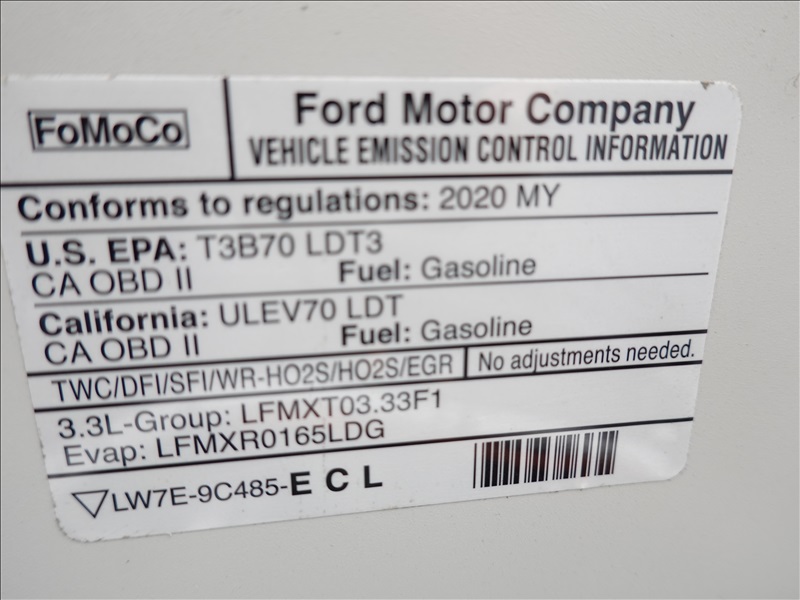 FoMoCo
Ford Motor Company
VEHICLE EMISSION CONTROL INFORMATION
Conforms to regulations: 2020 MY
U.S. EPA: T3B70 LDT3
CA OBD II Fuel: Gasoline
California: ULEV70 LDT
CA OBD II Fuel: Gasoline
TWC/DFI/SFI/WR-HO2S/HO2S/EGR No adjustments needed.
3.3L-Group: LFMXT03.33F1
Evap: LFMXR0165LDG
LW7E-9C485-E C L